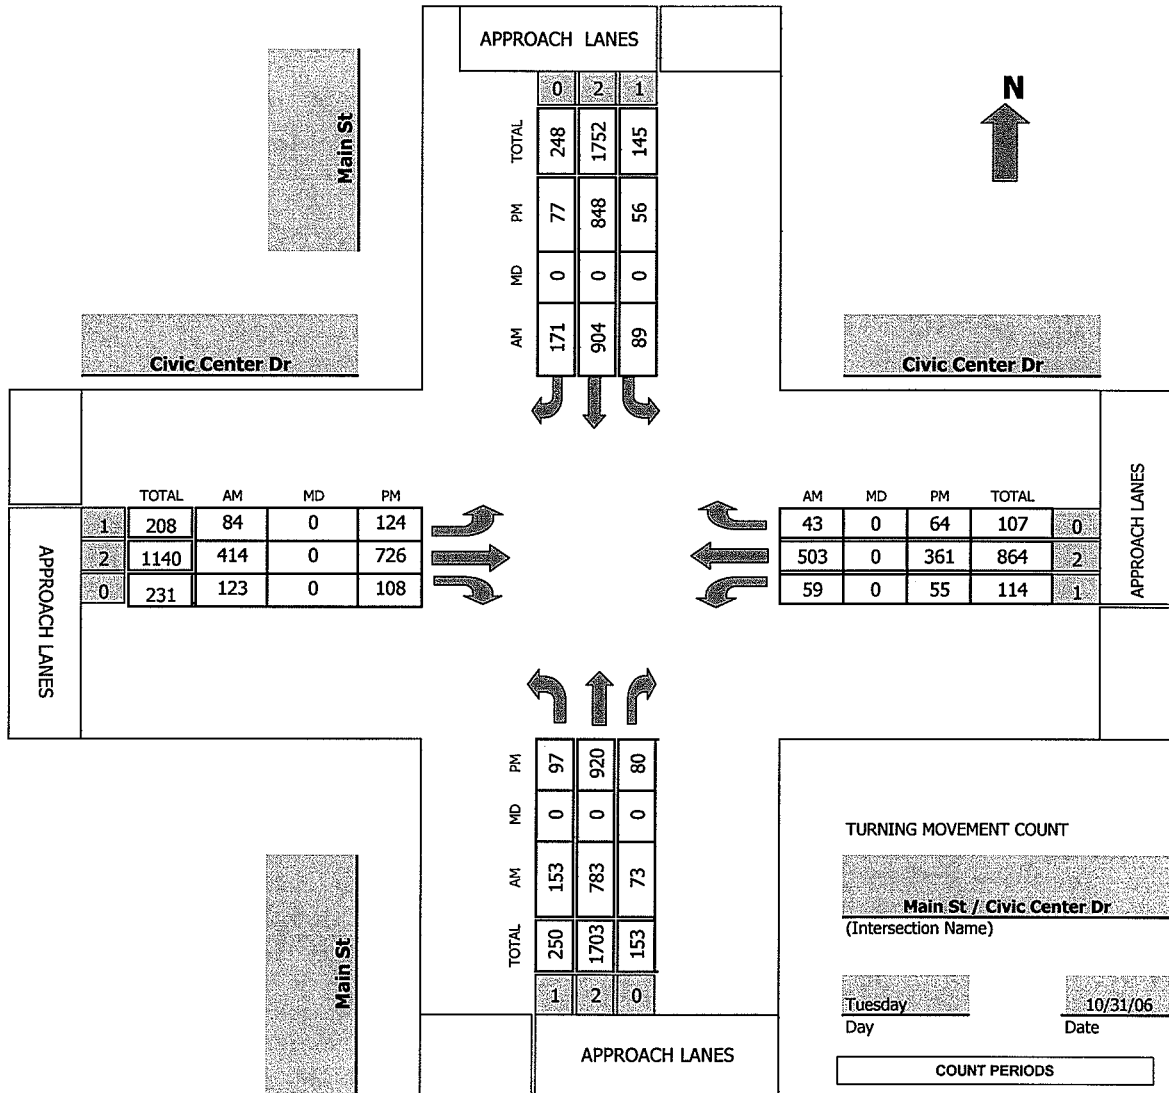 APPROACH LANES
0 2 1
TOTAL 248 1752 145
PM 77 848 56
MD 0 0 0
AM 171 904 89
N
Main St
Civic Center Dr
Civic Center Dr
TOTAL AM MD PM
1 208 84 0 124
2 1140 414 0 726
0 231 123 0 108
APPROACH LANES
AM MD PM TOTAL
43 0 64 107 0
503 0 361 864 2
59 0 55 114 1
APPROACH LANES
PM 97 920 80
MD 0 0 0
AM 153 783 73
TOTAL 250 1703 153
1 2 0
APPROACH LANES
Main St
TURNING MOVEMENT COUNT
Main St / Civic Center Dr
(Intersection Name)
Tuesday 10/31/06
Day Date
COUNT PERIODS